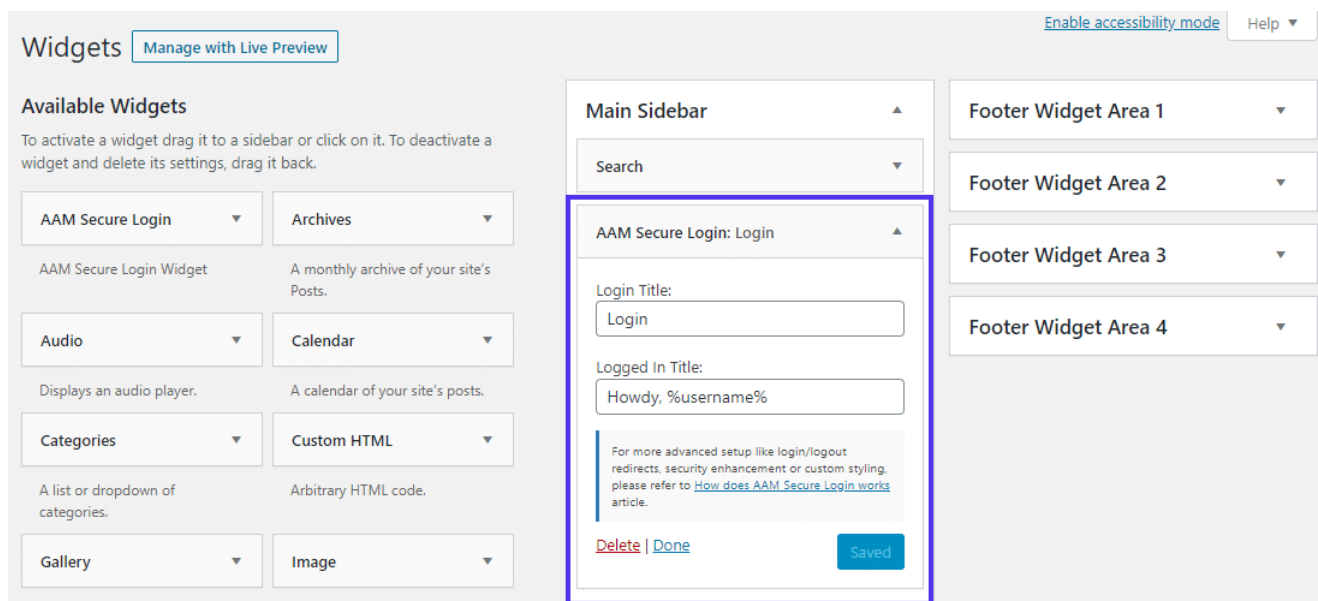 Enable accessibility mode
Help
Widgets
Manage with Live Preview
Available Widgets
To activate a widget drag it to a sidebar or click on it. To deactivate a
widget and delete its settings, drag it back.
AAM Secure Login
Archives
AAM Secure Login Widget
A monthly archive of your site's
Posts.
Audio
Calendar
Displays an audio player.
A calendar of your site's posts.
Categories
Custom HTML
A list or dropdown of
categories.
Arbitrary HTML code.
Gallery
Image
Main Sidebar
Search
AAM Secure Login: Login
Login Title:
Login
Logged In Title:
Howdy, %username%
For more advanced setup like login/logout
redirects, security enhancement or custom styling,
please refer to How does AAM Secure Login works
article.
Delete | Done
Saved
Footer Widget Area 1
Footer Widget Area 2
Footer Widget Area 3
Footer Widget Area 4